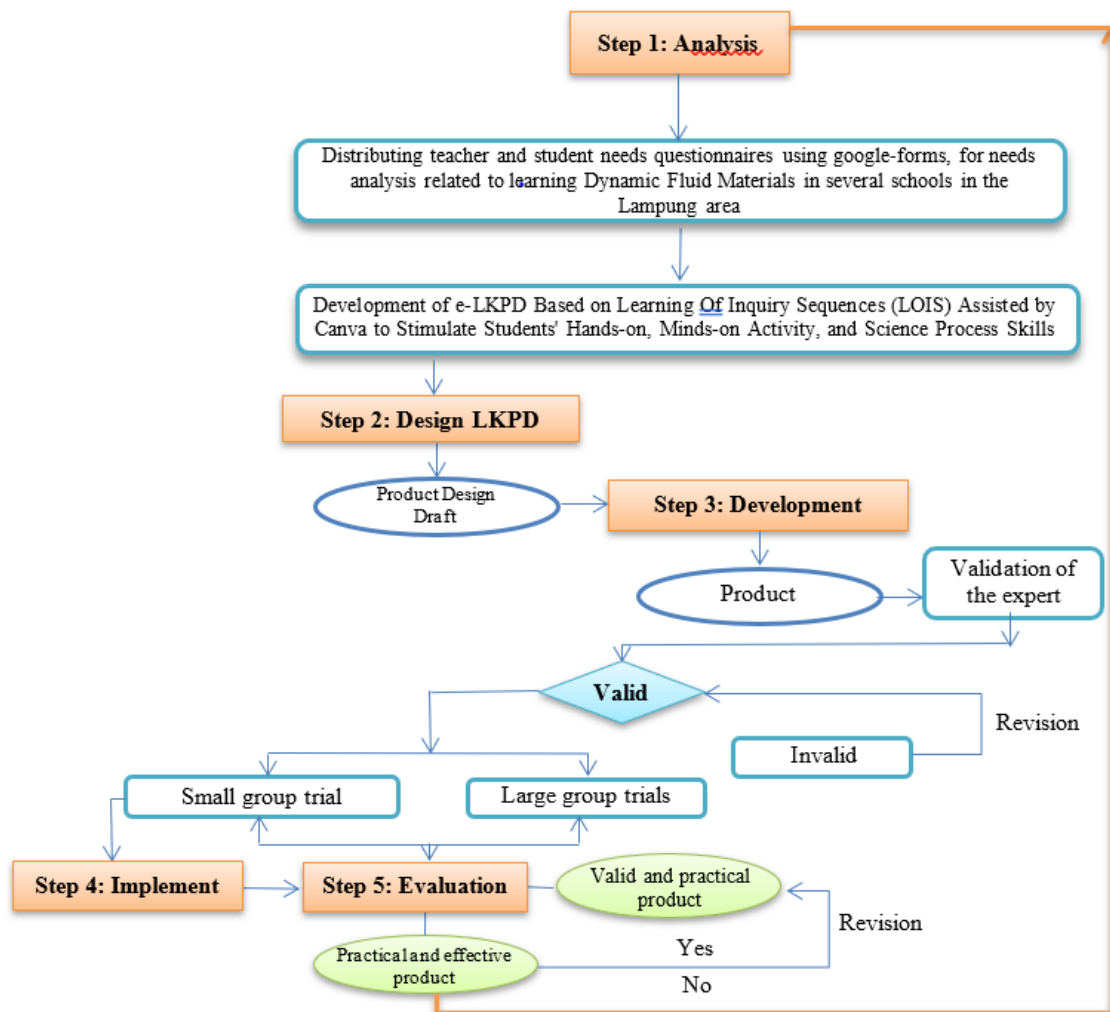 Step 1: Analysis
Distributing teacher and student needs questionnaires using google-forms, for needs
analysis related to learning Dynamic Fluid Materials in several schools in the
Lampung area
Development of e-LKPD Based on Learning Of Inquiry Sequences (LOIS) Assisted by
Canva to Stimulate Students' Hands-on, Minds-on Activity, and Science Process Skills
Step 2: Design LKPD
Product Design
Draft
Step 3: Development
Product
Validation of
the expert
Valid
Revision
Invalid
Small group trial
Large group trials
Step 4: Implement
Step 5: Evaluation
Valid and practical
product
Revision
Practical and effective
product
Yes
No